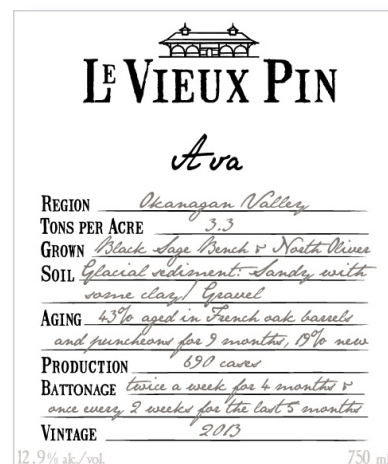 LE VIEUX PIN
Ava
REGION Okanagan Valley
TONS PER ACRE 3.3
GROWN Black Sage Bench & North Oliver
SOIL Glacial sediment: Sandy with
some clay / Gravel
AGING 43% aged in French oak barrels
and puncheons for 9 months, 19% new
PRODUCTION 690 cases
BATTONAGE twice a week for 4 months &
once every 2 weeks for the last 5 months
VINTAGE 2013
12.9% alc./vol. 750 ml